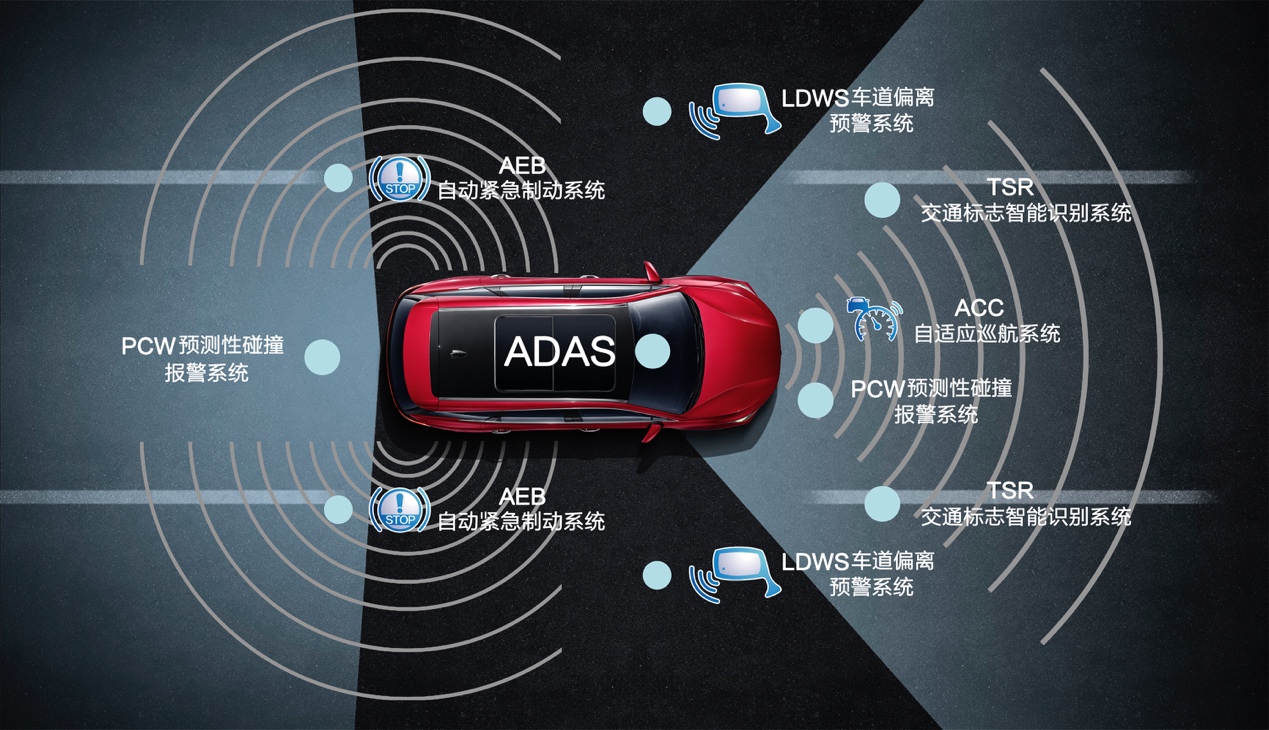 LDWS车道偏离
预警系统
AEB
自动紧急制动系统
STOP
TSR
交通标志智能识别系统
ACC
自适应巡航系统
PCW预测性碰撞
报警系统
ADAS
PCW预测性碰撞
报警系统
AEB
自动紧急制动系统
STOP
TSR
交通标志智能识别系统
LDWS车道偏离
预警系统